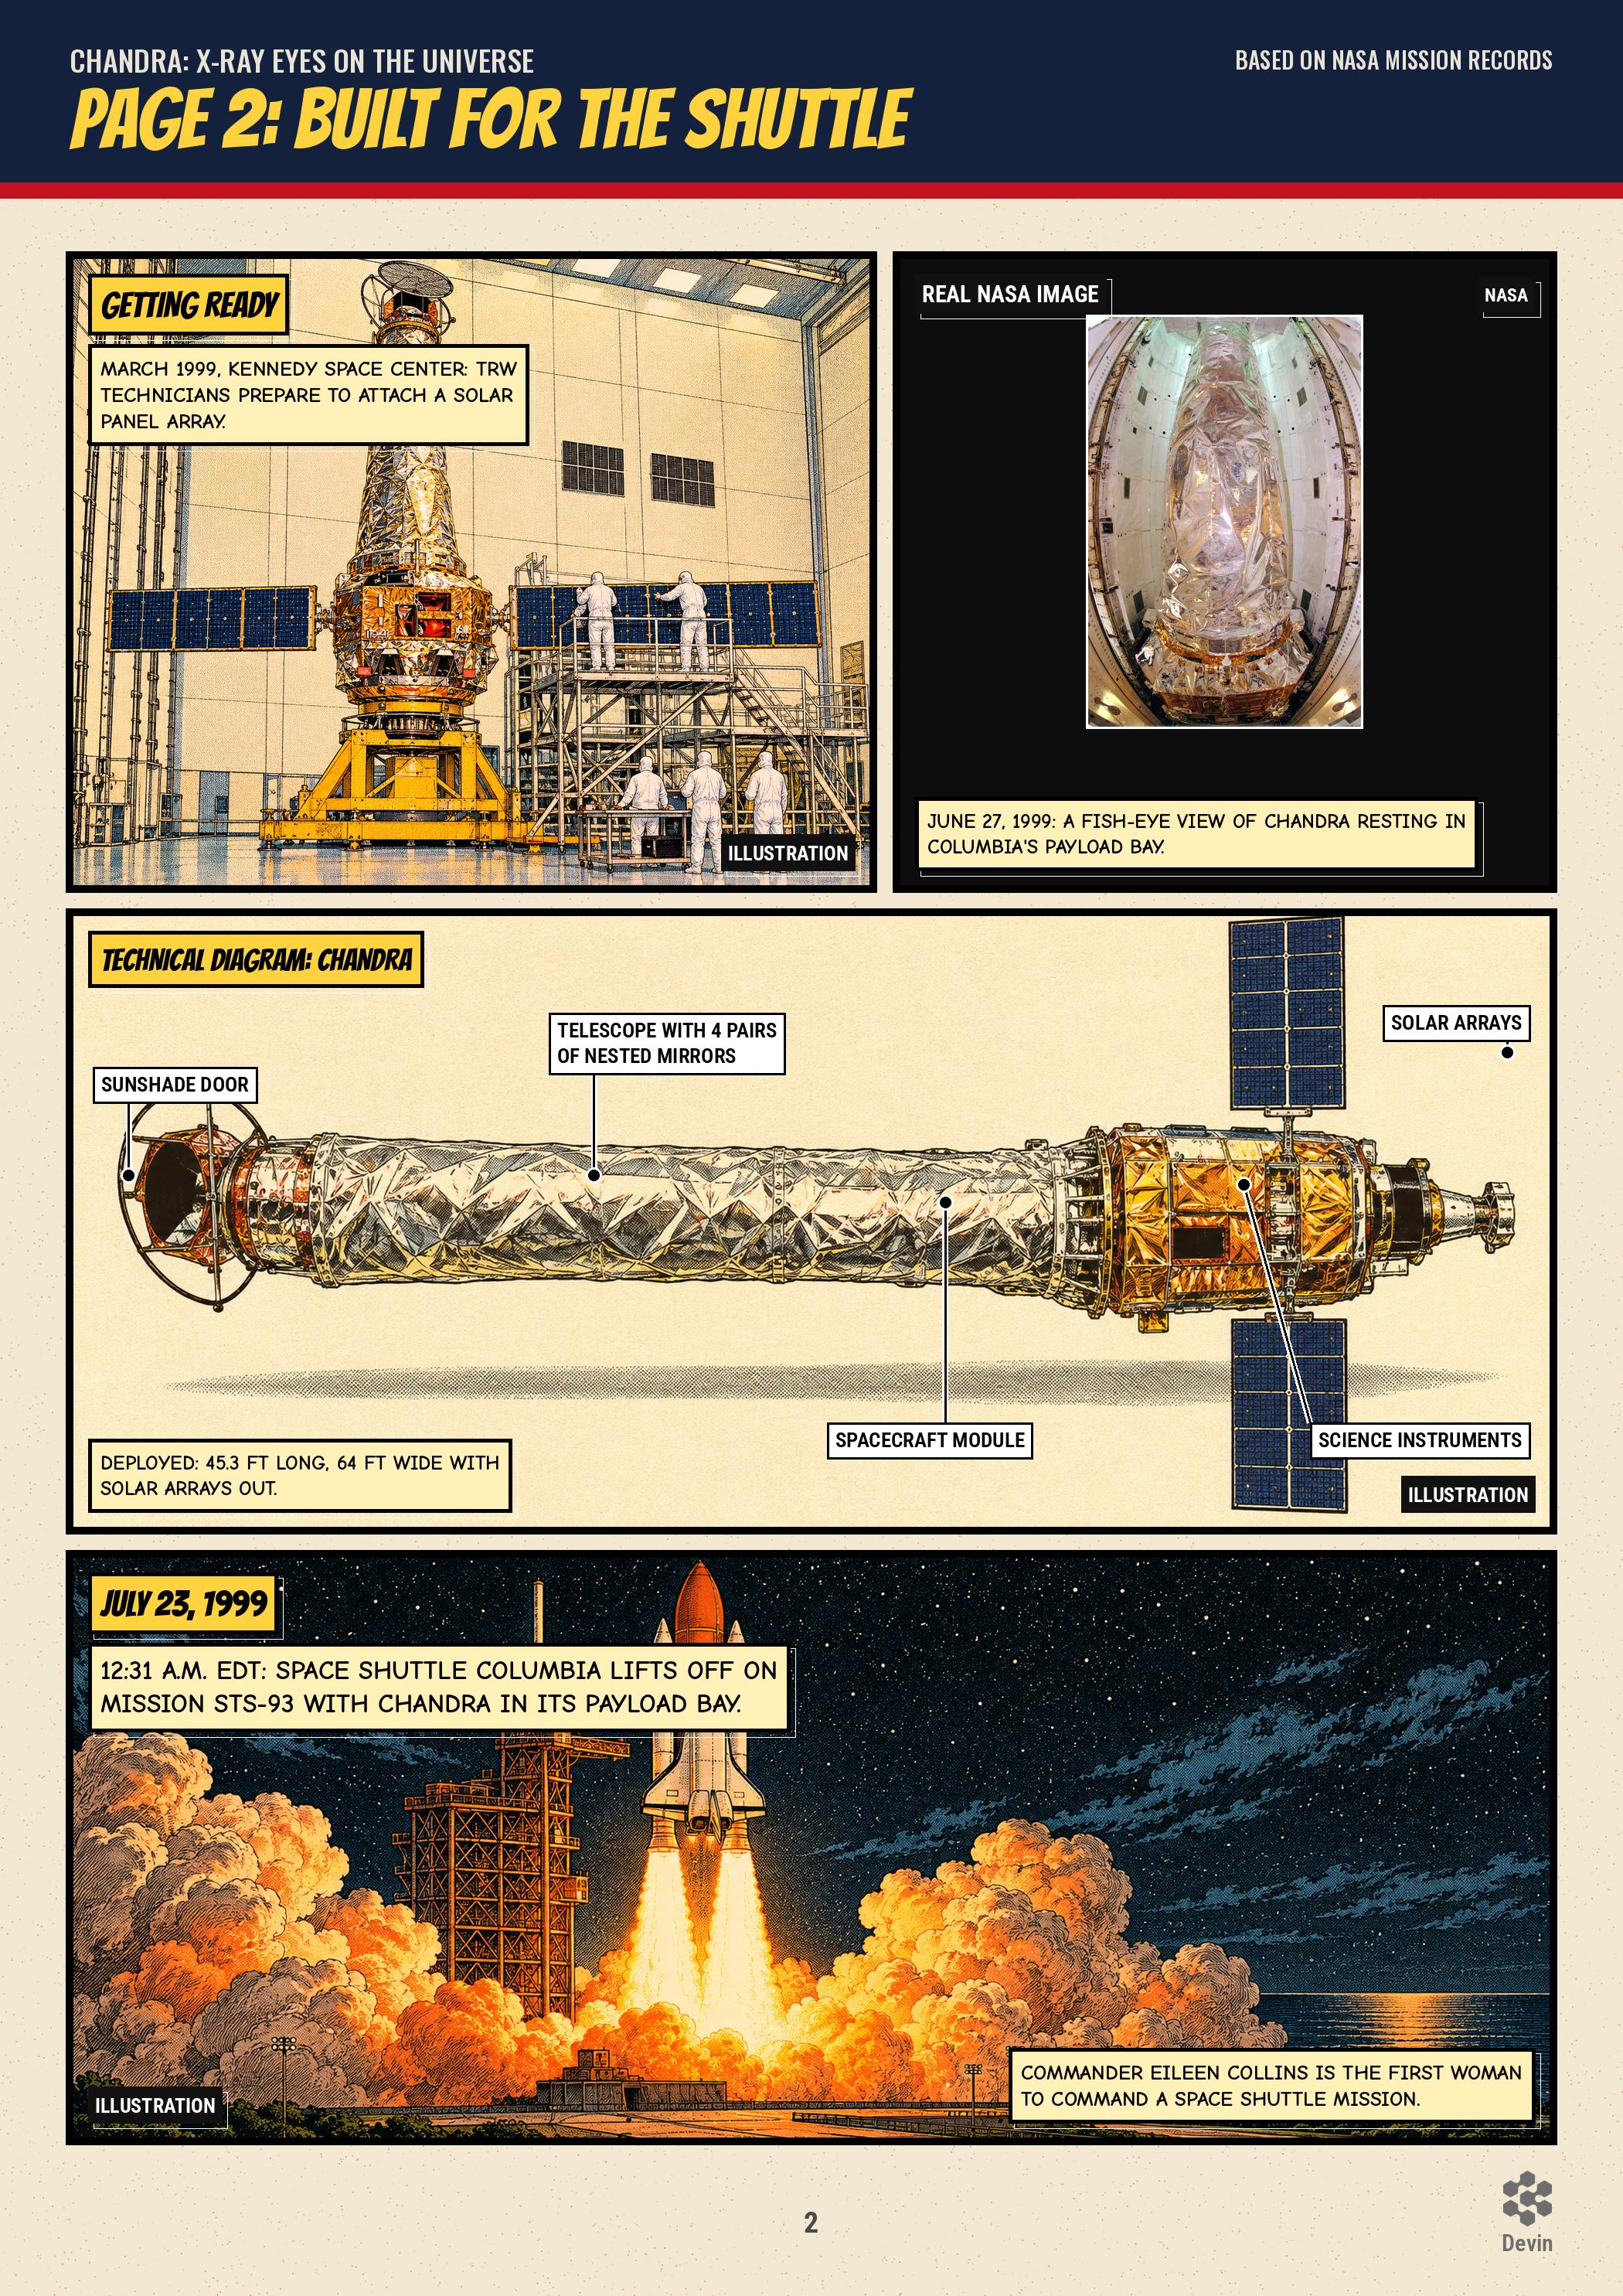 CHANDRA: X-RAY EYES ON THE UNIVERSE
BASED ON NASA MISSION RECORDS
PAGE 2: BUILT FOR THE SHUTTLE
GETTING READY
MARCH 1999, KENNEDY SPACE CENTER: TRW
TECHNICIANS PREPARE TO ATTACH A SOLAR
PANEL ARRAY.
ILLUSTRATION
REAL NASA IMAGE
NASA
JUNE 27, 1999: A FISH-EYE VIEW OF CHANDRA RESTING IN
COLUMBIA'S PAYLOAD BAY.
TECHNICAL DIAGRAM: CHANDRA
SUNSHADE DOOR
TELESCOPE WITH 4 PAIRS
OF NESTED MIRRORS
SOLAR ARRAYS
SPACECRAFT MODULE
SCIENCE INSTRUMENTS
DEPLOYED: 45.3 FT LONG, 64 FT WIDE WITH
SOLAR ARRAYS OUT.
ILLUSTRATION
JULY 23, 1999
12:31 A.M. EDT: SPACE SHUTTLE COLUMBIA LIFTS OFF ON
MISSION STS-93 WITH CHANDRA IN ITS PAYLOAD BAY.
COMMANDER EILEEN COLLINS IS THE FIRST WOMAN
TO COMMAND A SPACE SHUTTLE MISSION.
ILLUSTRATION
2
Devin